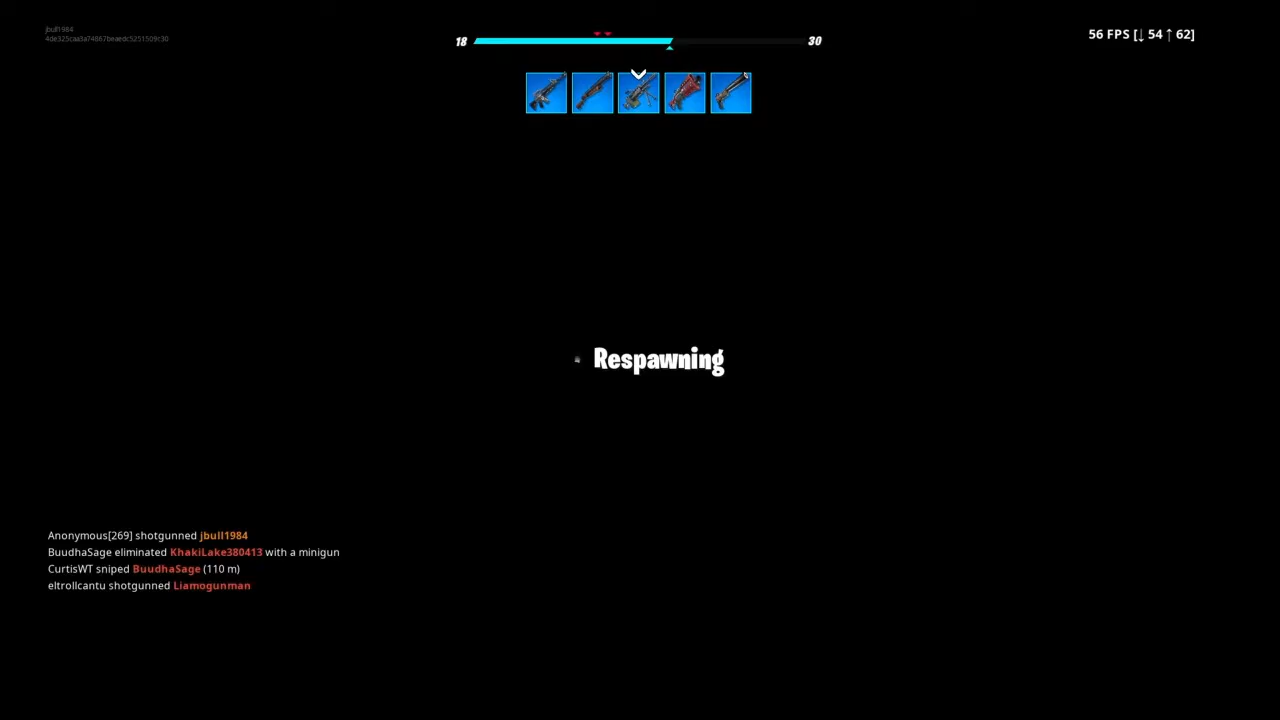 jbull1984
18
30
56 FPS [↓ 54 ↑ 62]
Respawning
Anonymous[269] shotgunned jbull1984
BuudhaSage eliminated KhakiLake380413 with a minigun
CurtisWT sniped BuudhaSage (110 m)
eltrollcantu shotgunned Liamogunman